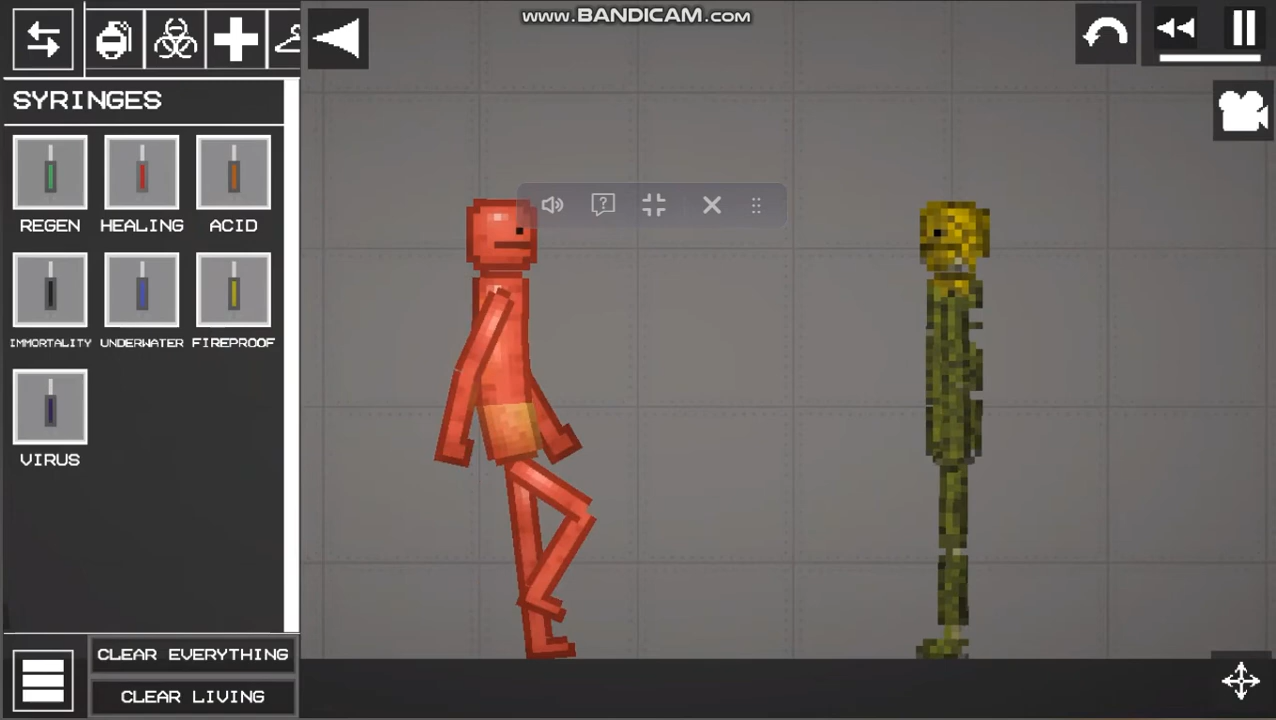 www.BANDICAM.com
SYRINGES
REGEN HEALING ACID
IMMORTALITY UNDERWATER FIREPROOF
VIRUS
CLEAR EVERYTHING
CLEAR LIVING